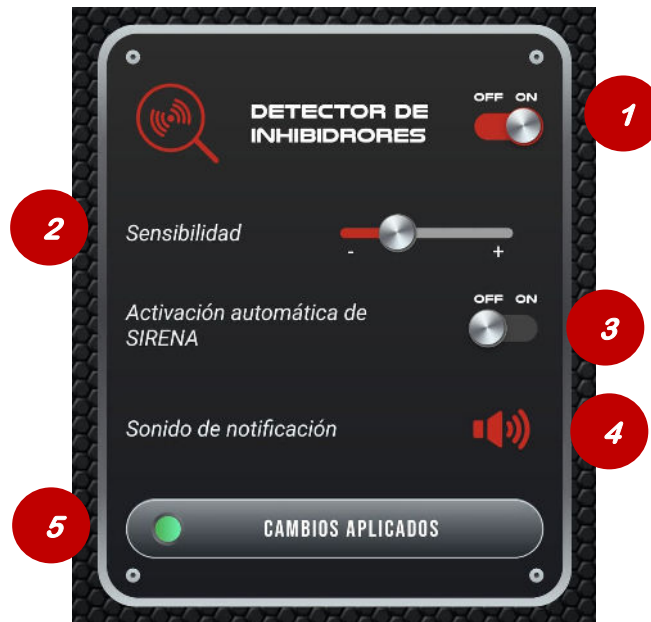 OFF ON
1
DETECTOR DE
INHIBIDRORES
2
Sensibilidad
- +
OFF ON
Activación automática de
SIRENA
3
Sonido de notificación
4
5
CAMBIOS APLICADOS